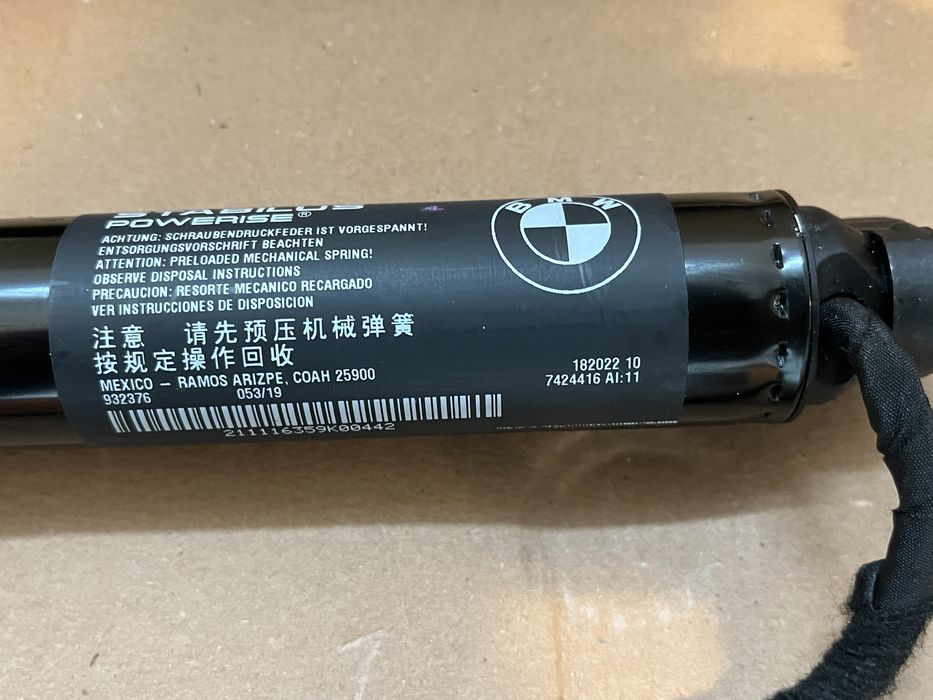 STABILUS
POWERISE®
ACHTUNG: SCHRAUBENDRUCKFEDER IST VORGESPANNT!
ENTSORGUNGSVORSCHRIFT BEACHTEN
ATTENTION: PRELOADED MECHANICAL SPRING!
OBSERVE DISPOSAL INSTRUCTIONS
PRECAUCION: RESORTE MECANICO RECARGADO
VER INSTRUCCIONES DE DISPOSICION
注意 请先预压机械弹簧
按规定操作回收
MEXICO – RAMOS ARIZPE, COAH 25900
932376 053/19
211116359K00442
BMW
182022 10
7424416 AI:11